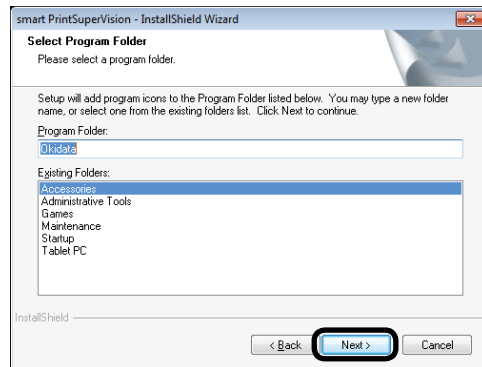 smart PrintSuperVision - InstallShield Wizard
Select Program Folder
Please select a program folder.
Setup will add program icons to the Program Folder listed below. You may type a new folder
name, or select one from the existing folders list. Click Next to continue.
Program Folder:
Okidata
Existing Folders:
Accessories
Administrative Tools
Games
Maintenance
Startup
Tablet PC
InstallShield
< Back Next > Cancel